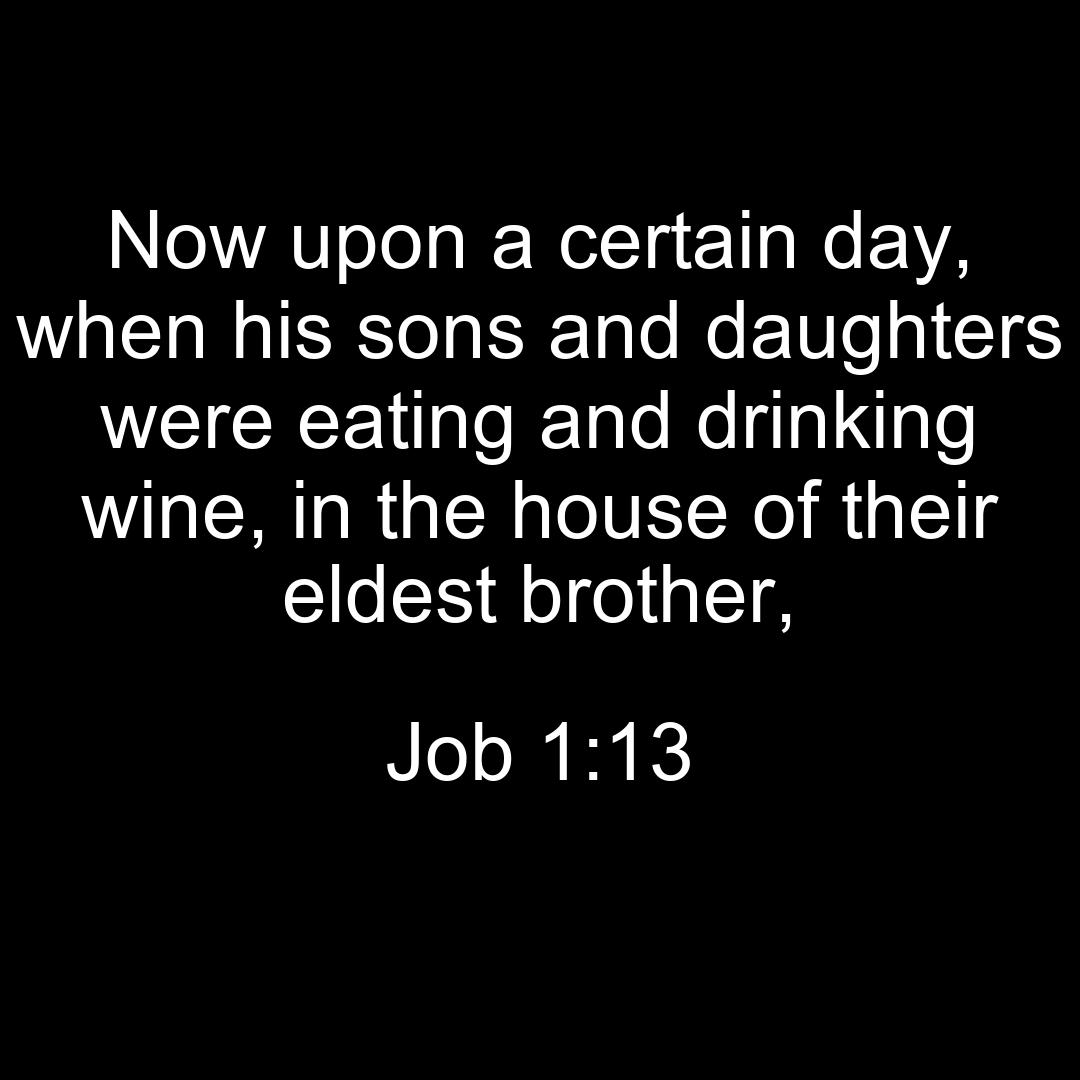 Now upon a certain day,
when his sons and daughters
were eating and drinking
wine, in the house of their
eldest brother,
Job 1:13